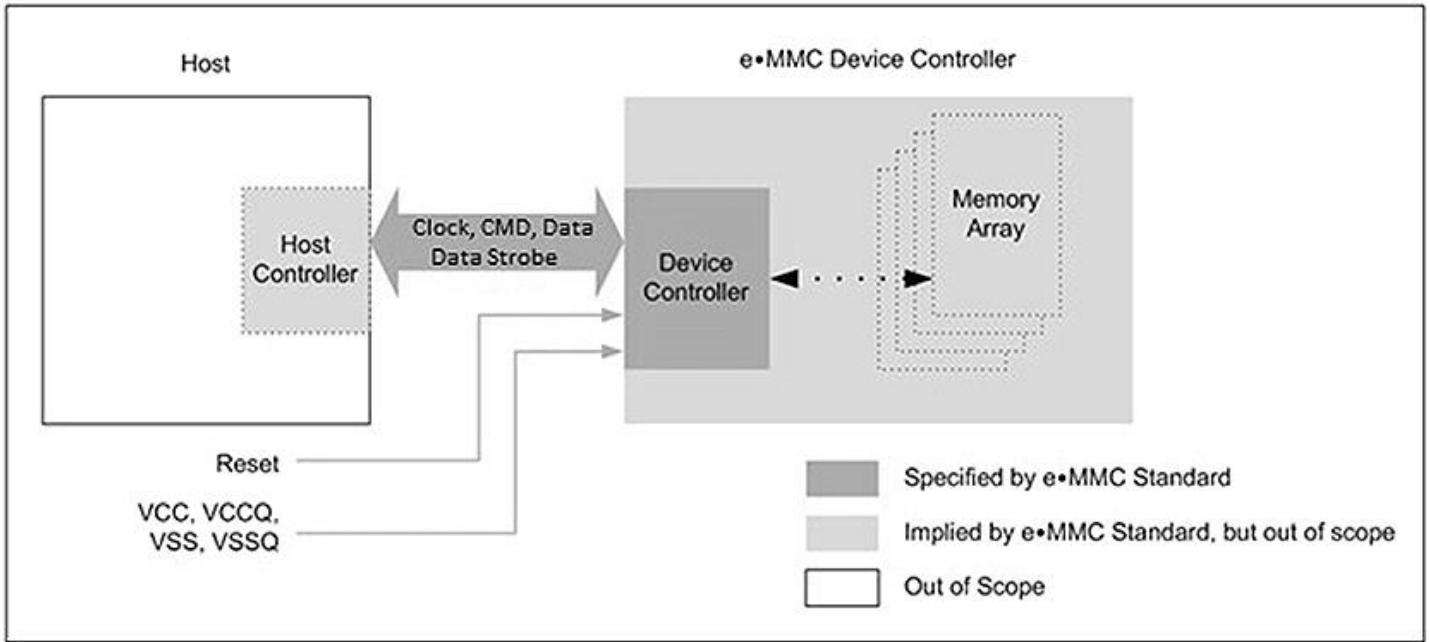 Host
e•MMC Device Controller
Memory
Array
Clock, CMD, Data
Data Strobe
Host
Controller
Device
Controller
Reset
VCC, VCCQ,
VSS, VSSQ
Specified by e•MMC Standard
Implied by e•MMC Standard, but out of scope
Out of Scope